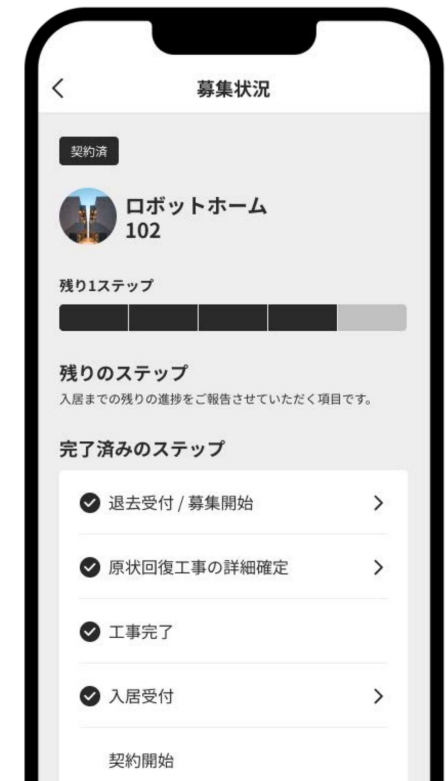 募集状況
契約済
ロボットホーム
102
残り1ステップ
残りのステップ
入居までの残りの進捗をご報告させていただく項目です。
完了済みのステップ
退去受付 / 募集開始
原状回復工事の詳細確定
工事完了
入居受付
契約開始